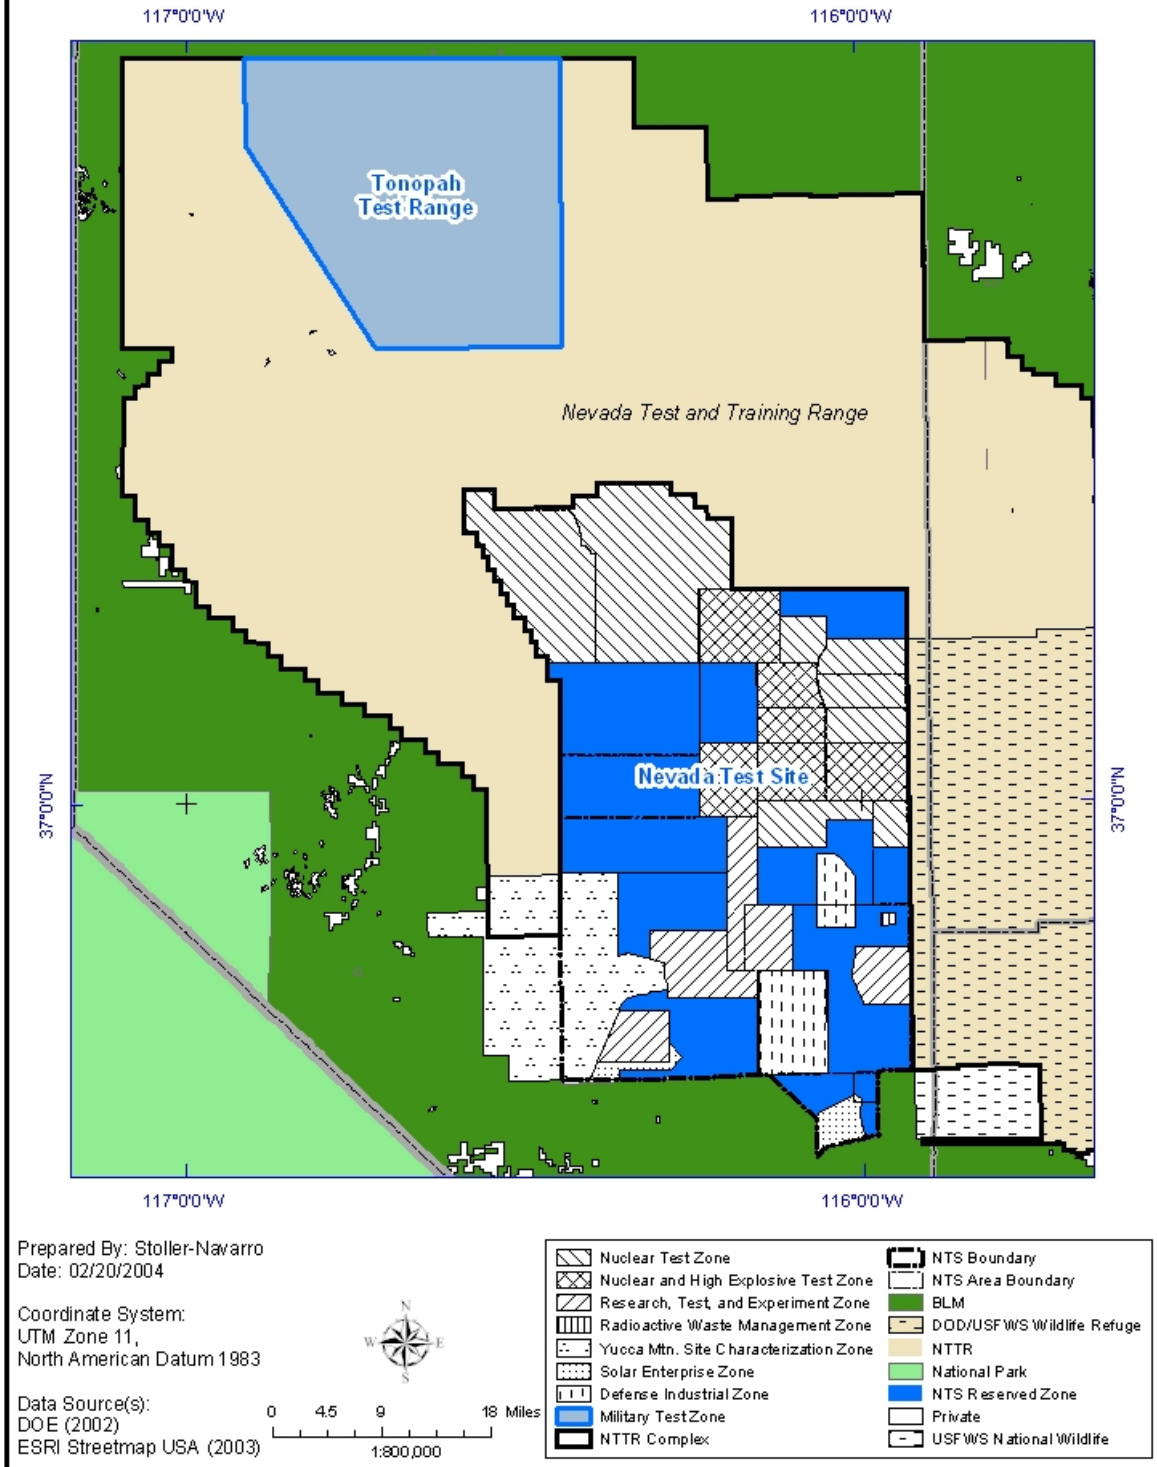 117°0'0"W
116°0'0"W
Tonopah
Test Range
Nevada Test and Training Range
37°0'0"N
37°0'0"N
Nevada Test Site
117°0'0"W
116°0'0"W
Prepared By: Stoller-Navarro
Date: 02/20/2004
Coordinate System:
UTM Zone 11,
North American Datum 1983
Data Source(s):
DOE (2002)
ESRI Streetmap USA (2003)
N
W
E
S
0 4.5 9 18 Miles
1:800,000
Nuclear Test Zone
Nuclear and High Explosive Test Zone
Research, Test, and Experiment Zone
Radioactive Waste Management Zone
Yucca Mtn. Site Characterization Zone
Solar Enterprise Zone
Defense Industrial Zone
Military Test Zone
NTTR Complex
NTS Boundary
NTS Area Boundary
BLM
DOD/USFWS Wildlife Refuge
NTTR
National Park
NTS Reserved Zone
Private
USFWS National Wildlife